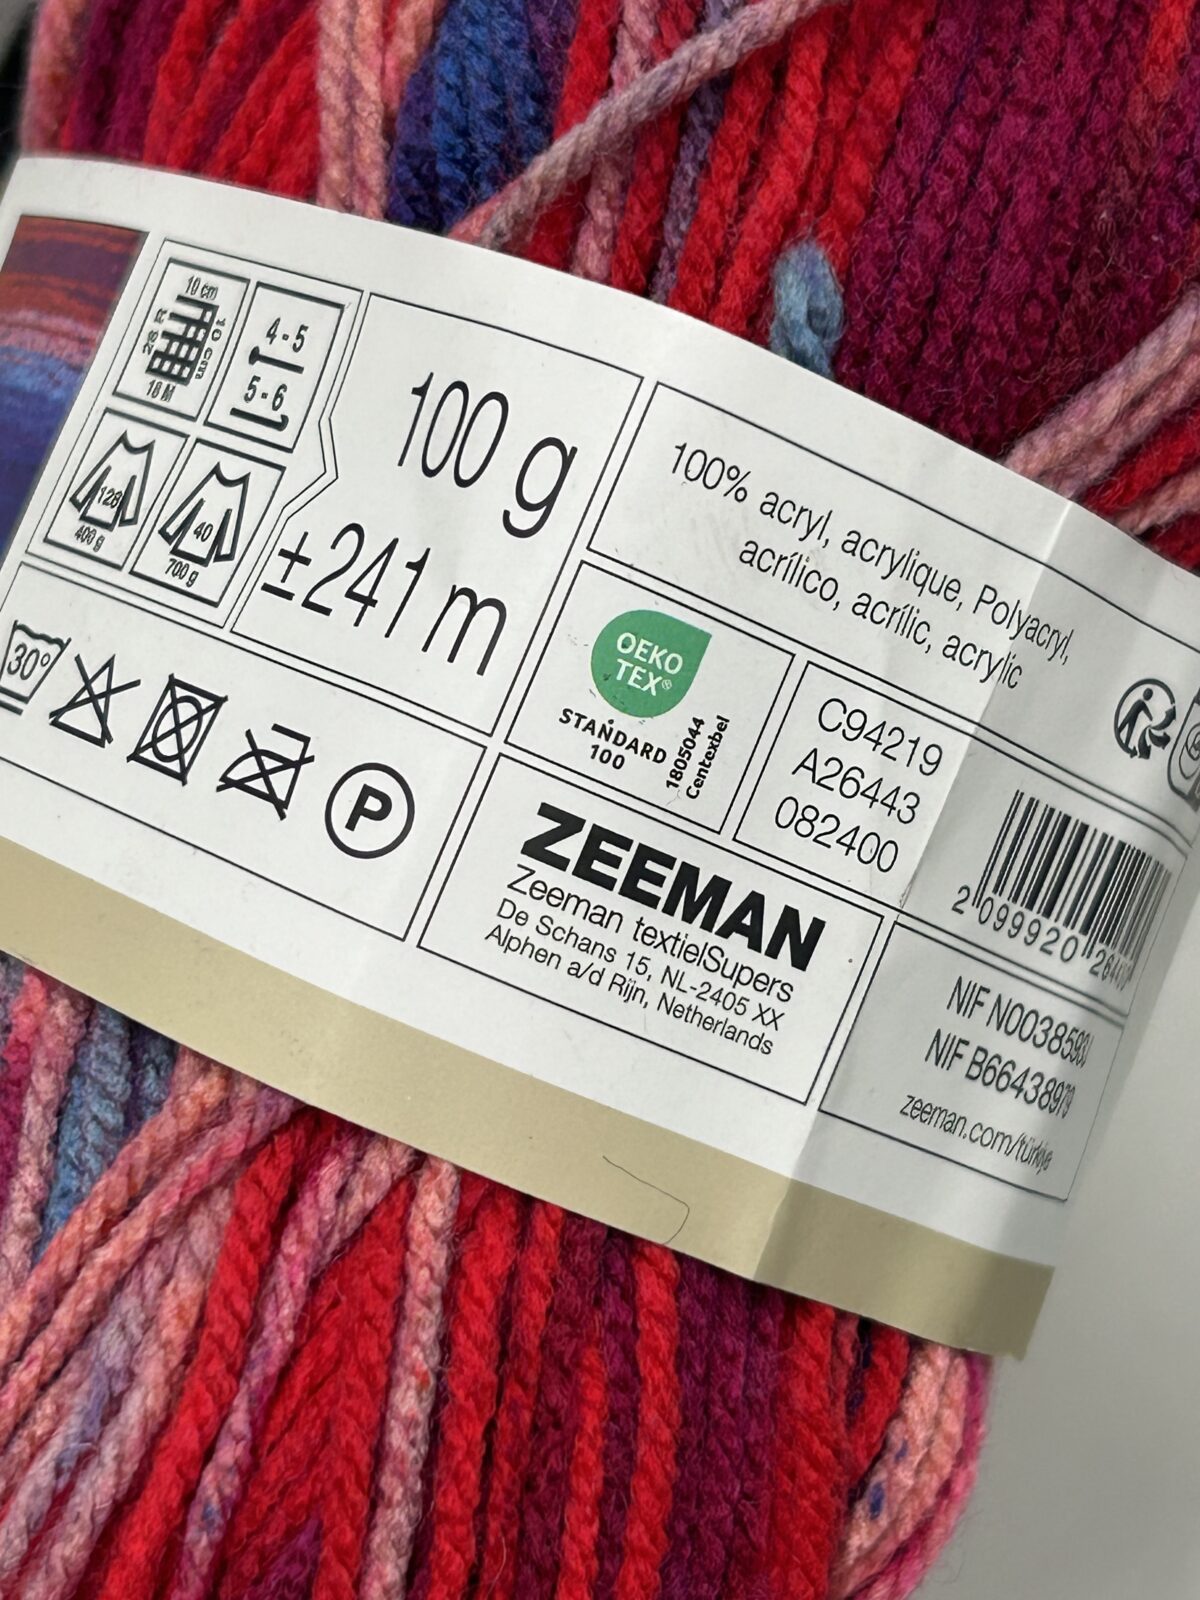 10 cm
28 R
10 cm
18 M
4 - 5
5 - 6
128
400 g
40
700 g
100 g
±241 m
100% acryl, acrylique, Polyacryl,
acrílico, acrílic, acrylic
30°
P
OEKO
TEX®
STANDARD
100
1805044
Centexbel
C94219
A26443
082400
ZEEMAN
Zeeman textielSupers
De Schans 15, NL-2405 XX
Alphen a/d Rijn, Netherlands
2 099920
NIF
NIF B66438979
zeeman.com/türkiye